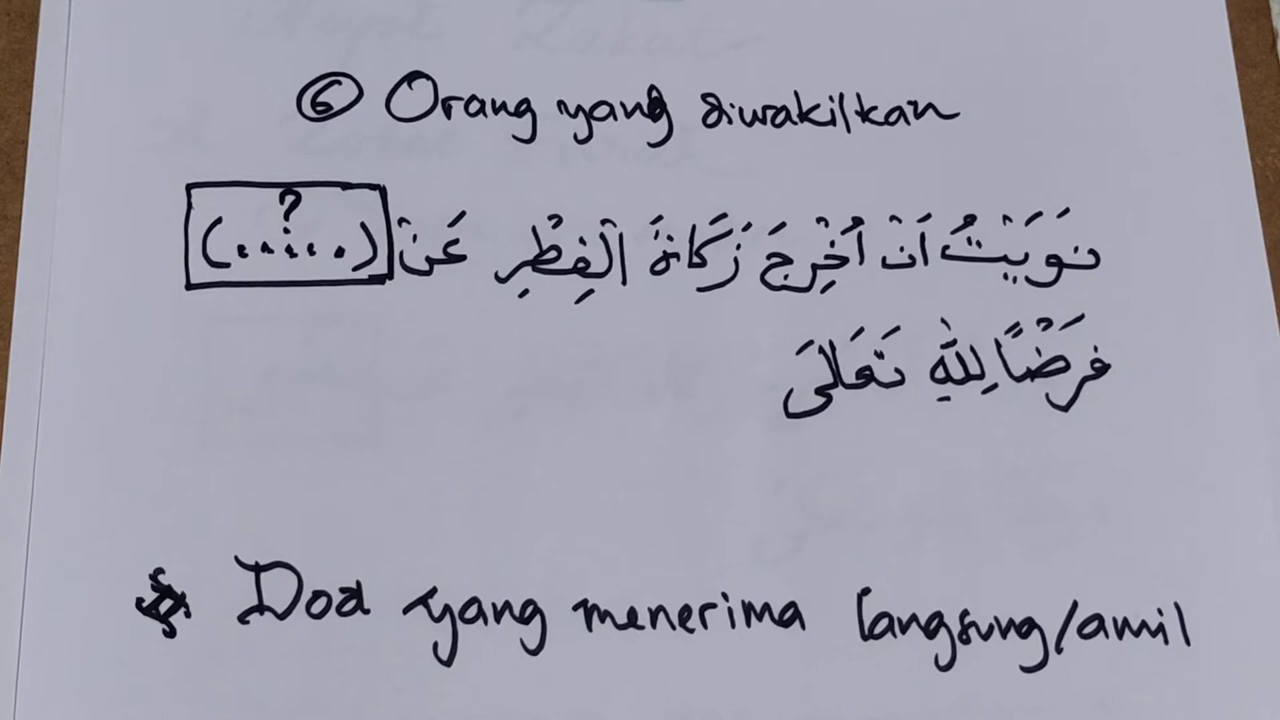 ⑥ Orang yang diwakilkan
نَوَيْتُ اَنْ اُخْرِجَ زَكَاةَ الْفِطْرِ عَنْ (......؟)
فَرْضًا لِلّٰهِ تَعَالَى
Doa yang menerima langsung/amil